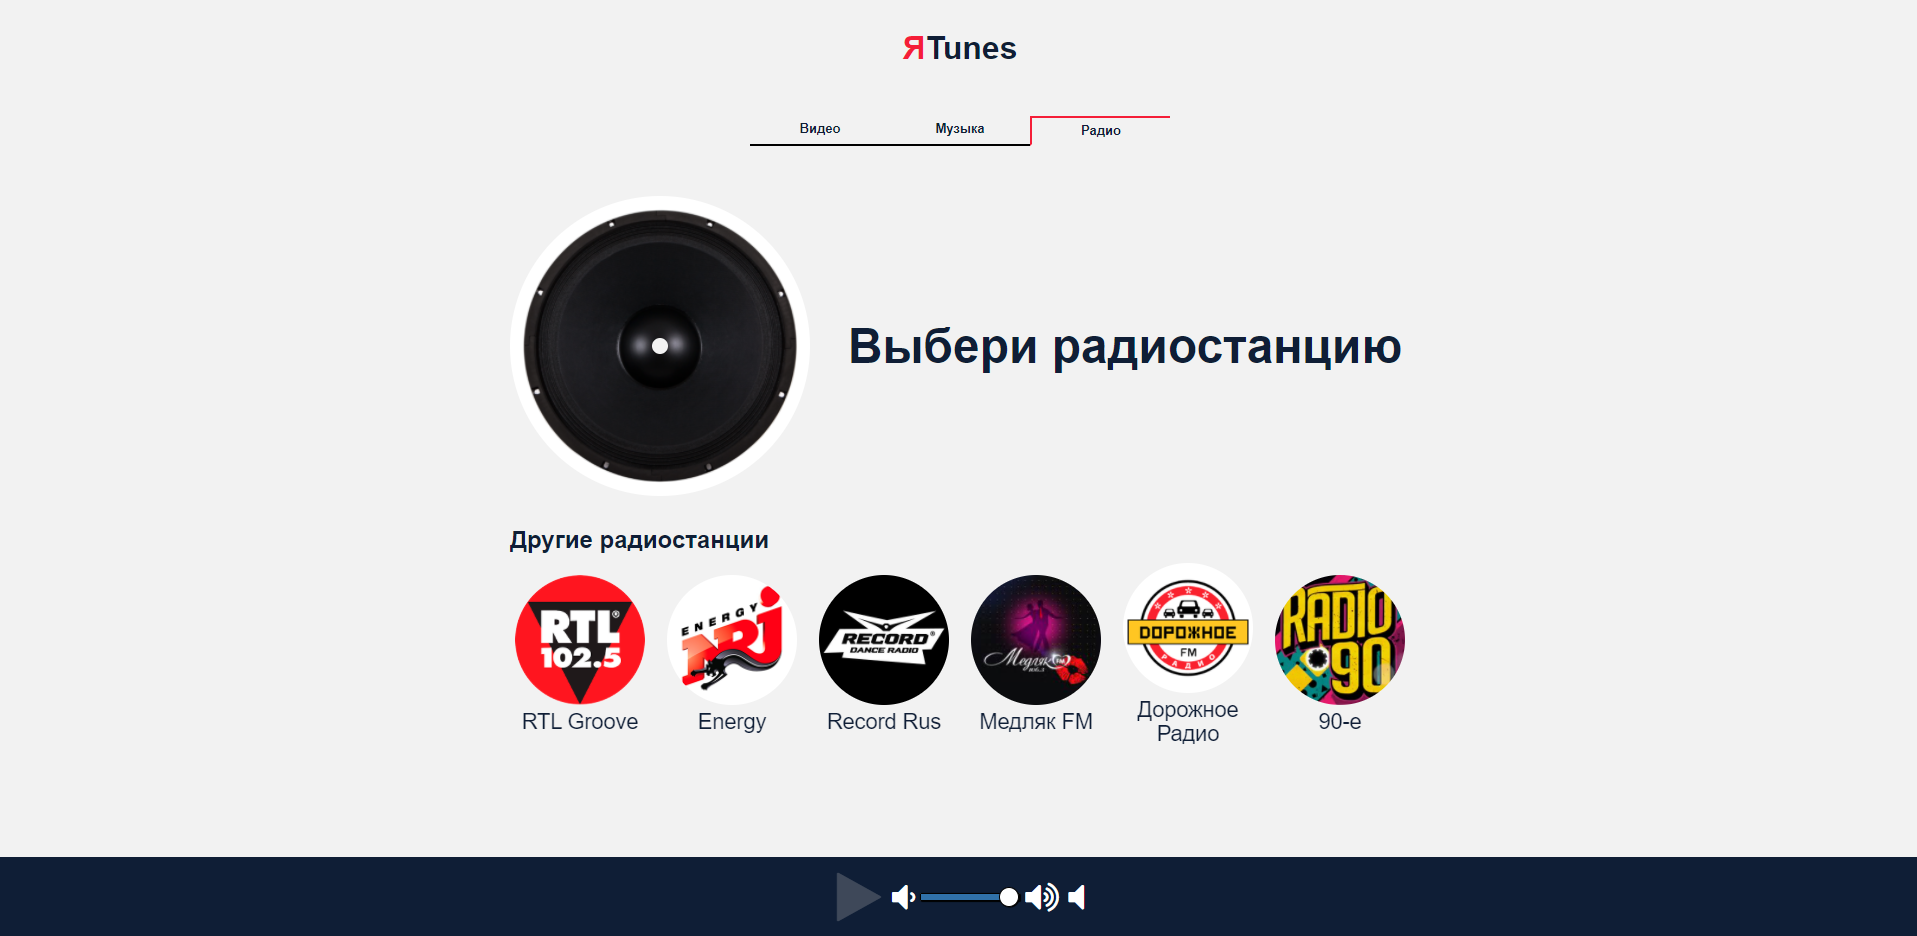 ЯTunes
Видео Музыка Радио
Выбери радиостанцию
Другие радиостанции
RTL®
102.5
ENERGY
NRJ
RECORD®
DANCE RADIO
Медляк FM
ДОРОЖНОЕ
FM
РАДИО
RADIO
90
RTL Groove
Energy
Record Rus
Медляк FM
Дорожное
Радио
90-е